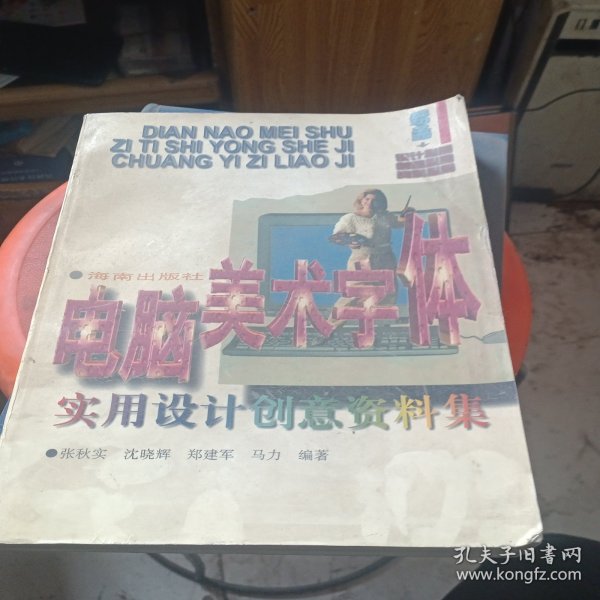 DIAN NAO MEI SHU
ZI TI SHI YONG SHE JI
CHUANG YI ZI LIAO JI
●海南出版社
电脑美术字体
实用设计创意资料集
●张秋实 沈晓辉 郑建军 马力 编著
孔夫子旧书网
www.kongfz.com